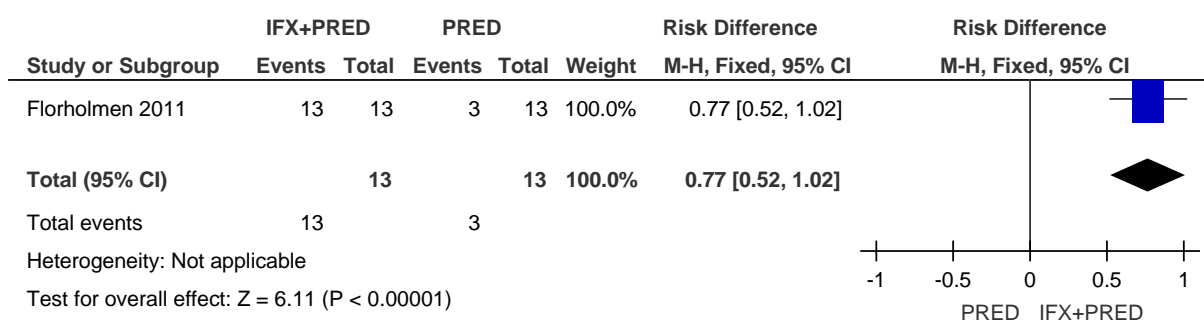 IFX+PRED PRED Risk Difference Risk Difference
Study or Subgroup Events Total Events Total Weight M-H, Fixed, 95% CI M-H, Fixed, 95% CI
Florholmen 2011 13 13 3 13 100.0% 0.77 [0.52, 1.02]
Total (95% CI) 13 13 100.0% 0.77 [0.52, 1.02]
Total events 13 3
Heterogeneity: Not applicable
Test for overall effect: Z = 6.11 (P < 0.00001)
-1 -0.5 0 0.5 1
PRED IFX+PRED